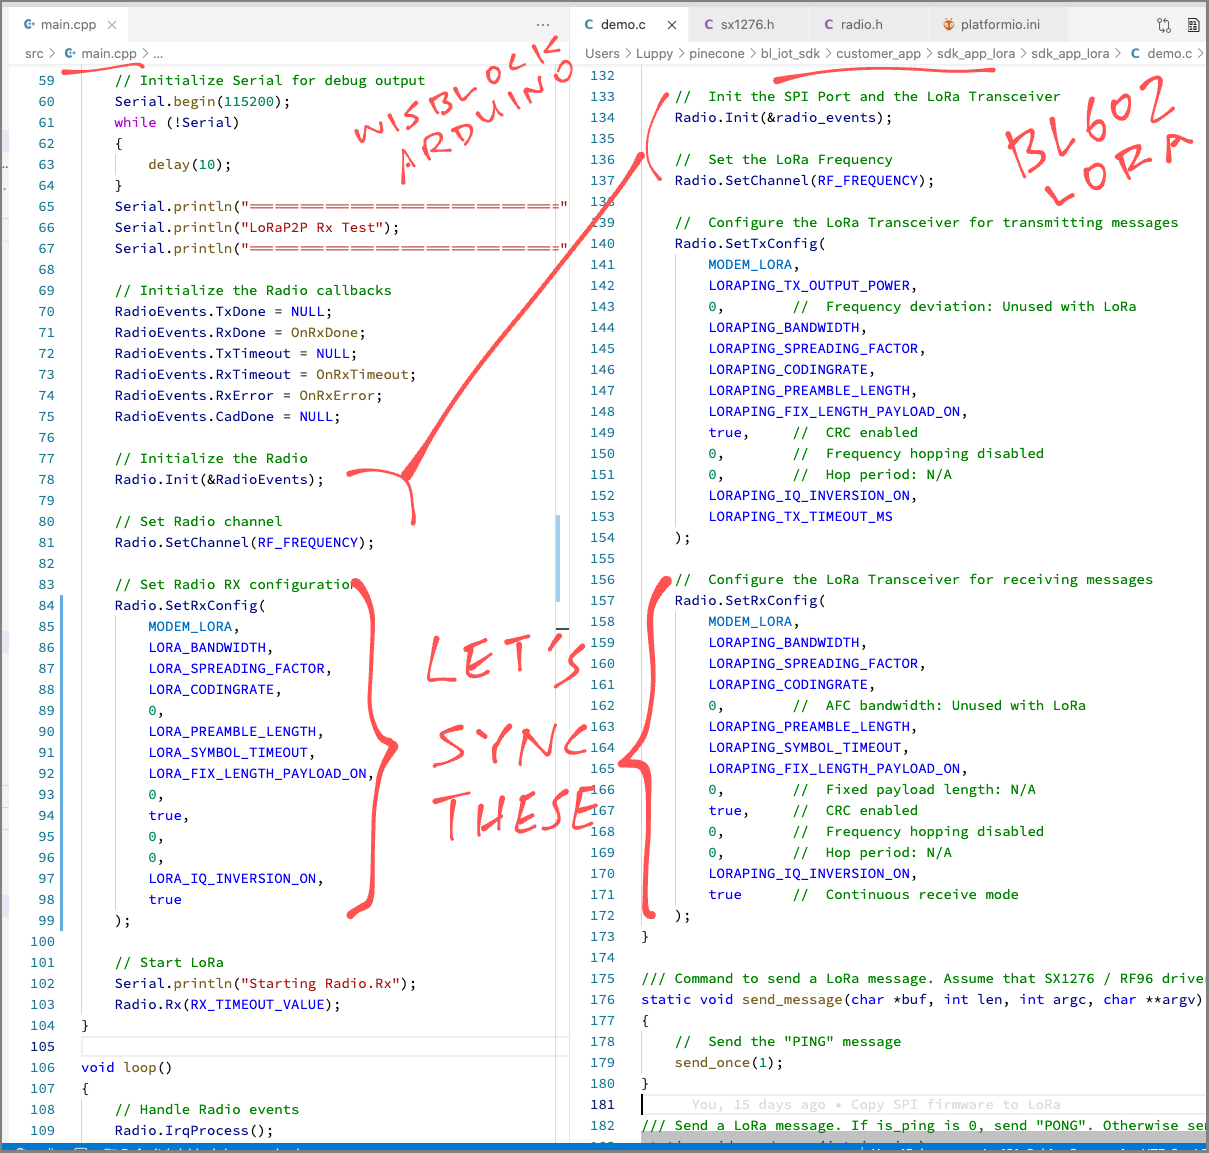 main.cpp
src > main.cpp > ...
59 // Initialize Serial for debug output
60 Serial.begin(115200);
61 while (!Serial)
62 {
63 delay(10);
64 }
65 Serial.println("====================================="
66 Serial.println("LoRaP2P Rx Test");
67 Serial.println("====================================="
68
69 // Initialize the Radio callbacks
70 RadioEvents.TxDone = NULL;
71 RadioEvents.RxDone = OnRxDone;
72 RadioEvents.TxTimeout = NULL;
73 RadioEvents.RxTimeout = OnRxTimeout;
74 RadioEvents.RxError = OnRxError;
75 RadioEvents.CadDone = NULL;
76
77 // Initialize the Radio
78 Radio.Init(&RadioEvents);
79
80 // Set Radio channel
81 Radio.SetChannel(RF_FREQUENCY);
82
83 // Set Radio RX configuration
84 Radio.SetRxConfig(
85 MODEM_LORA,
86 LORA_BANDWIDTH,
87 LORA_SPREADING_FACTOR,
88 LORA_CODINGRATE,
89 0,
90 LORA_PREAMBLE_LENGTH,
91 LORA_SYMBOL_TIMEOUT,
92 LORA_FIX_LENGTH_PAYLOAD_ON,
93 0,
94 true,
95 0,
96 0,
97 LORA_IQ_INVERSION_ON,
98 true
99 );
100
101 // Start LoRa
102 Serial.println("Starting Radio.Rx");
103 Radio.Rx(RX_TIMEOUT_VALUE);
104 }
105
106 void loop()
107 {
108 // Handle Radio events
109 Radio.IrqProcess();
WISBLOCK
ARDUINO
LET'S
SYNC
THESE
demo.c sx1276.h radio.h platformio.ini
Users > Luppy > pinecone > bl_iot_sdk > customer_app > sdk_app_lora > sdk_app_lora > demo.c >
132
133 // Init the SPI Port and the LoRa Transceiver
134 Radio.Init(&radio_events);
135
136 // Set the LoRa Frequency
137 Radio.SetChannel(RF_FREQUENCY);
138
139 // Configure the LoRa Transceiver for transmitting messages
140 Radio.SetTxConfig(
141 MODEM_LORA,
142 LORAPING_TX_OUTPUT_POWER,
143 0, // Frequency deviation: Unused with LoRa
144 LORAPING_BANDWIDTH,
145 LORAPING_SPREADING_FACTOR,
146 LORAPING_CODINGRATE,
147 LORAPING_PREAMBLE_LENGTH,
148 LORAPING_FIX_LENGTH_PAYLOAD_ON,
149 true, // CRC enabled
150 0, // Frequency hopping disabled
151 0, // Hop period: N/A
152 LORAPING_IQ_INVERSION_ON,
153 LORAPING_TX_TIMEOUT_MS
154 );
155
156 // Configure the LoRa Transceiver for receiving messages
157 Radio.SetRxConfig(
158 MODEM_LORA,
159 LORAPING_BANDWIDTH,
160 LORAPING_SPREADING_FACTOR,
161 LORAPING_CODINGRATE,
162 0, // AFC bandwidth: Unused with LoRa
163 LORAPING_PREAMBLE_LENGTH,
164 LORAPING_SYMBOL_TIMEOUT,
165 LORAPING_FIX_LENGTH_PAYLOAD_ON,
166 0, // Fixed payload length: N/A
167 true, // CRC enabled
168 0, // Frequency hopping disabled
169 0, // Hop period: N/A
170 LORAPING_IQ_INVERSION_ON,
171 true // Continuous receive mode
172 );
173 }
174
175 /// Command to send a LoRa message. Assume that SX1276 / RF96 drive
176 static void send_message(char *buf, int len, int argc, char **argv)
177 {
178 // Send the "PING" message
179 send_once(1);
180 }
181 You, 15 days ago • Copy SPI firmware to LoRa
182 /// Send a LoRa message. If is_ping is 0, send "PONG". Otherwise se
BL602
LORA